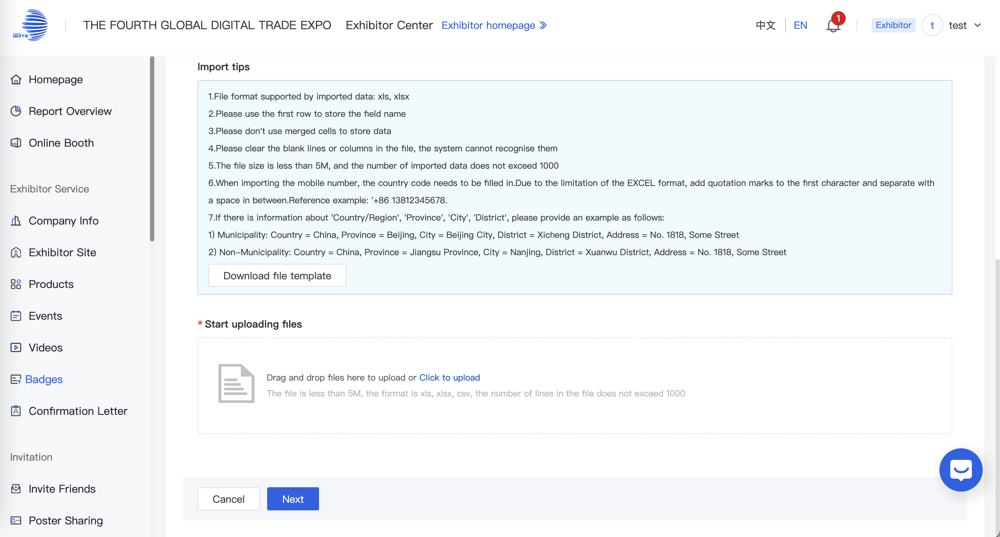 GDTE
THE FOURTH GLOBAL DIGITAL TRADE EXPO
Exhibitor Center
Exhibitor homepage
中文
EN
1
Exhibitor
t
test
Homepage
Report Overview
Online Booth
Exhibitor Service
Company Info
Exhibitor Site
Products
Events
Videos
Badges
Confirmation Letter
Invitation
Invite Friends
Poster Sharing
Import tips
1.File format supported by imported data: xls, xlsx
2.Please use the first row to store the field name
3.Please don't use merged cells to store data
4.Please clear the blank lines or columns in the file, the system cannot recognise them
5.The file size is less than 5M, and the number of imported data does not exceed 1000
6.When importing the mobile number, the country code needs to be filled in.Due to the limitation of the EXCEL format, add quotation marks to the first character and separate with
a space in between.Reference example: '+86 13812345678.
7.If there is information about 'Country/Region', 'Province', 'City', 'District', please provide an example as follows:
1) Municipality: Country = China, Province = Beijing, City = Beijing City, District = Xicheng District, Address = No. 1818, Some Street
2) Non-Municipality: Country = China, Province = Jiangsu Province, City = Nanjing, District = Xuanwu District, Address = No. 1818, Some Street
Download file template
* Start uploading files
Drag and drop files here to upload or Click to upload
The file is less than 5M, the format is xls, xlsx, csv, the number of lines in the file does not exceed 1000
Cancel
Next